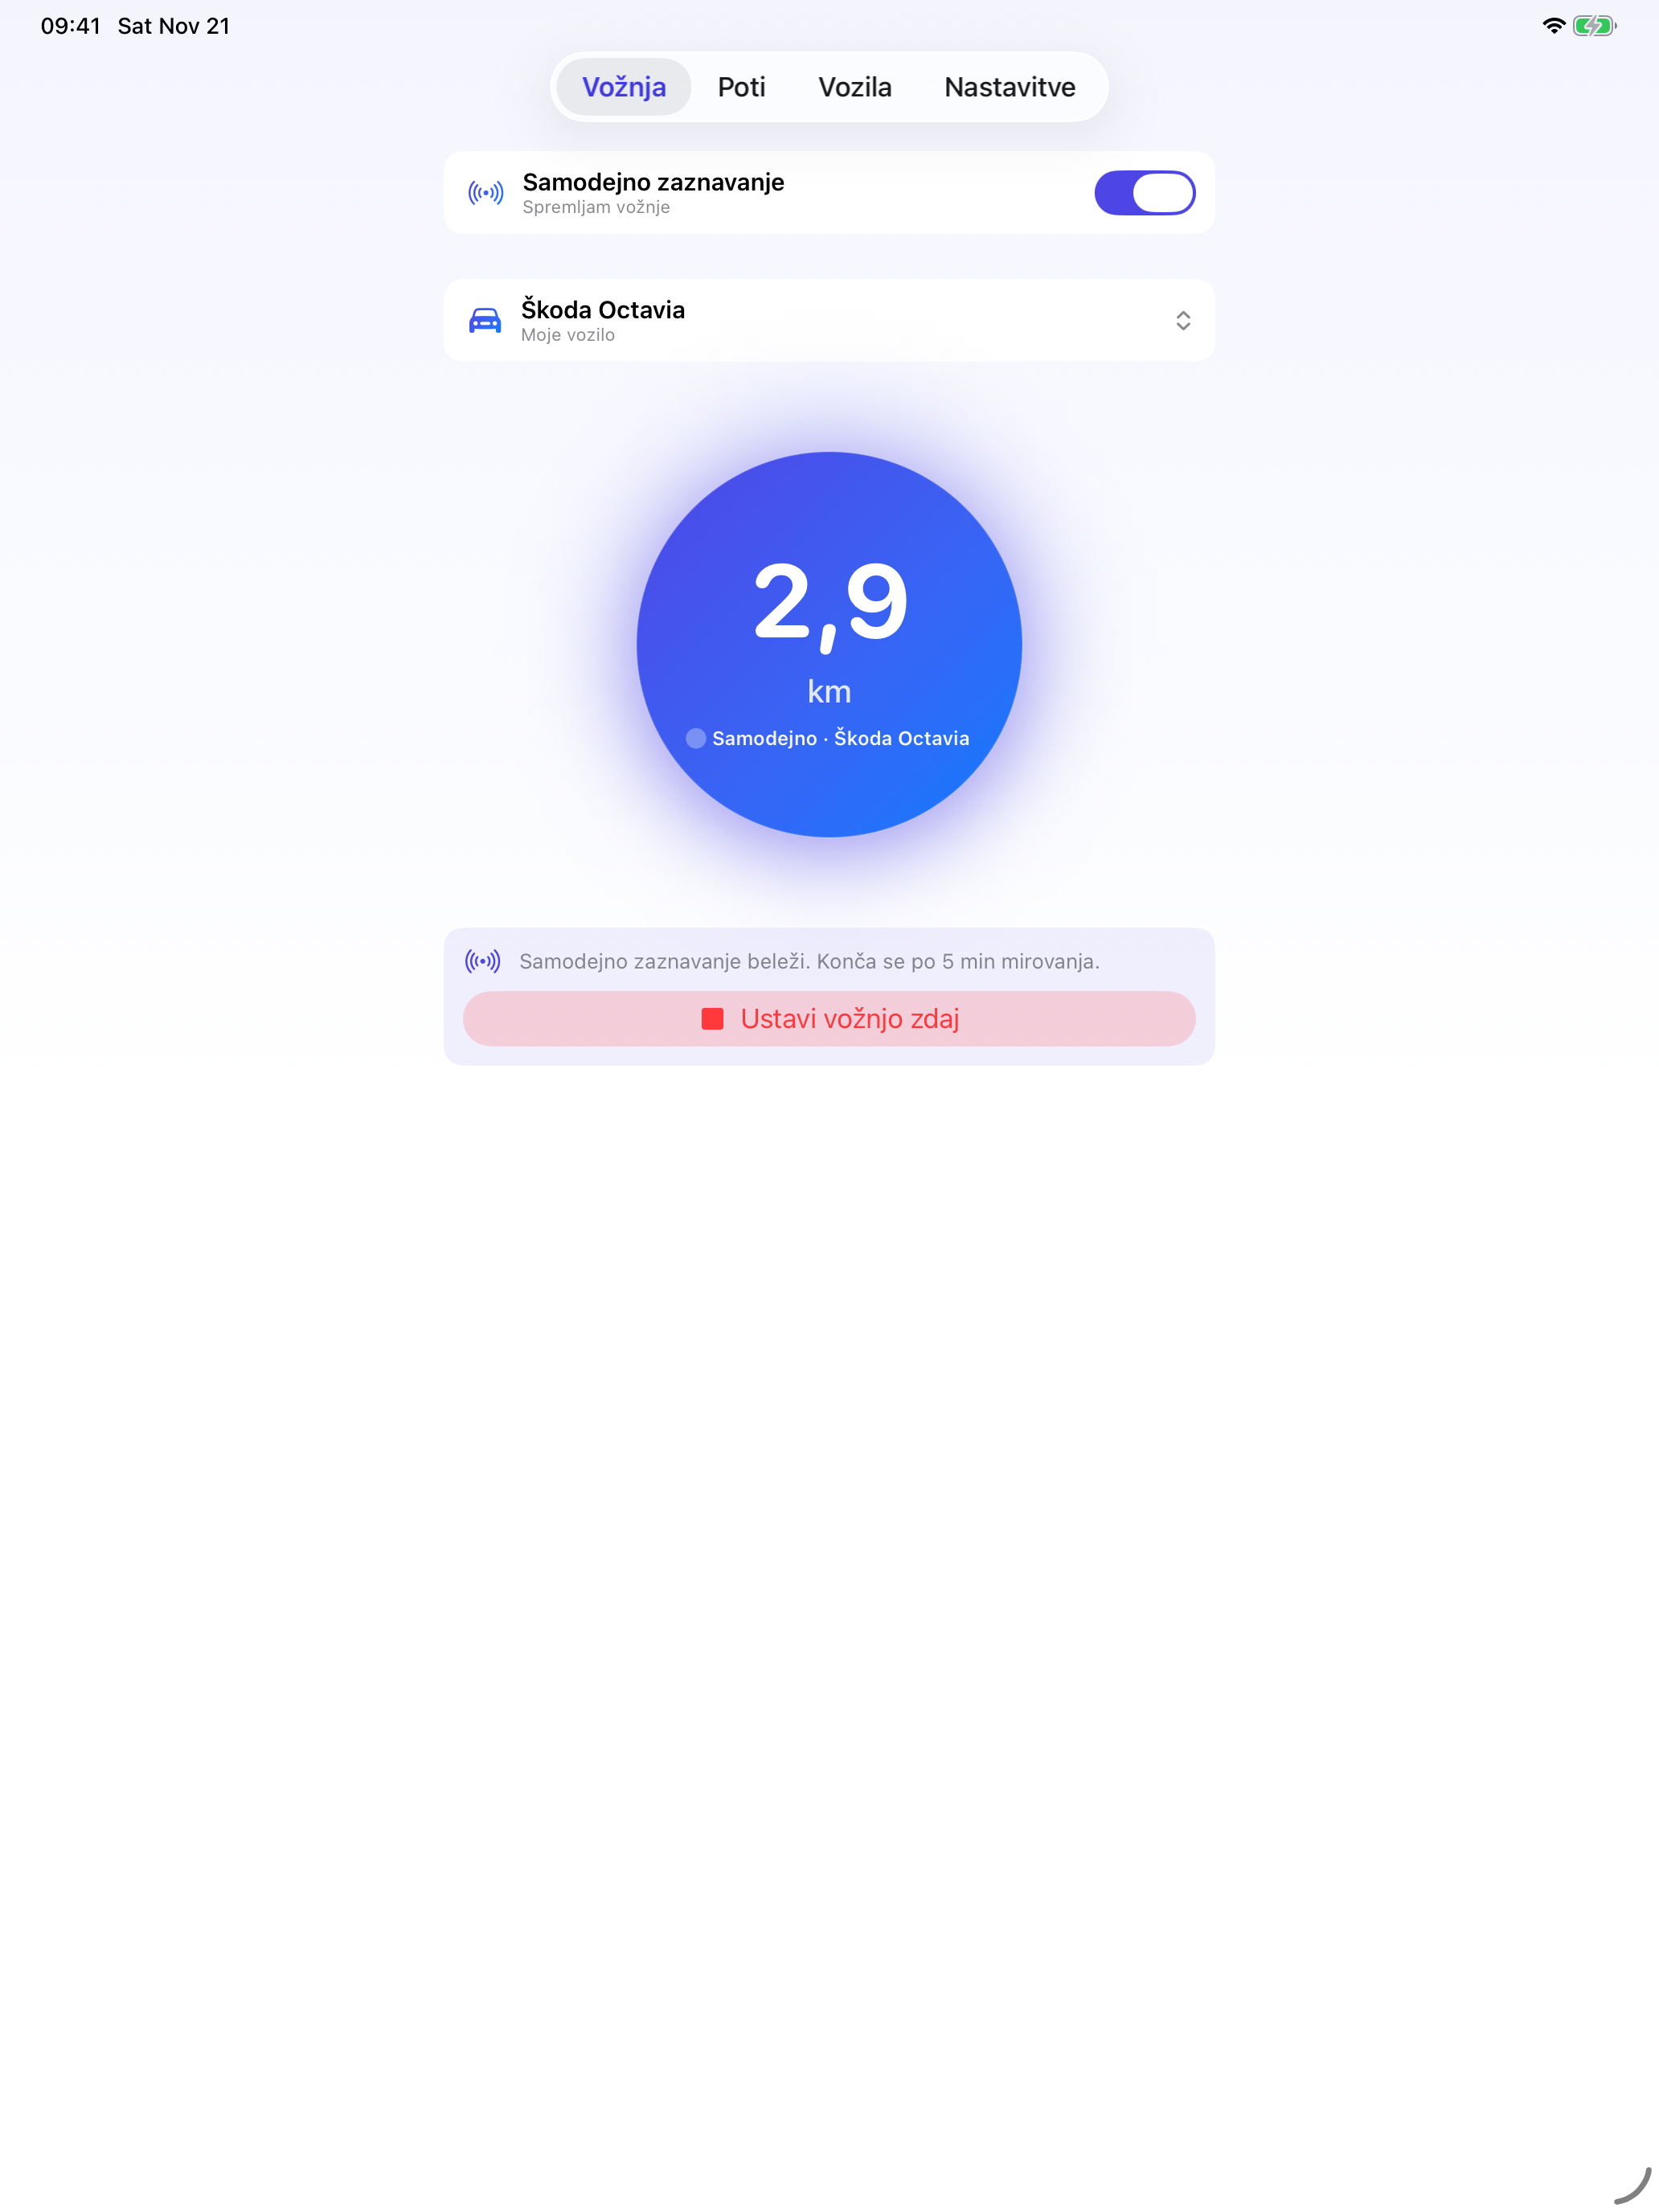 09:41 Sat Nov 21
Vožnja Poti Vozila Nastavitve
Samodejno zaznavanje
Spremljam vožnje
Škoda Octavia
Moje vozilo
2,9
km
Samodejno · Škoda Octavia
Samodejno zaznavanje beleži. Konča se po 5 min mirovanja.
Ustavi vožnjo zdaj